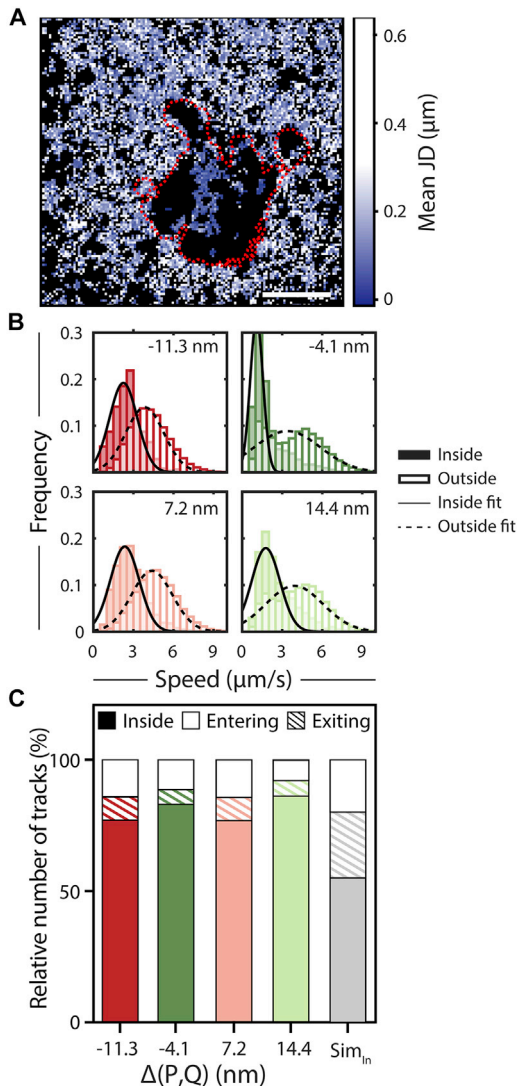 A
0.6
0.4
0.2
0
Mean JD (μm)
B
0.3
0.2
0.1
-11.3 nm
-4.1 nm
0.3
0.2
0.1
0
7.2 nm
14.4 nm
Frequency
0 3 6 9 0 3 6 9
Speed (μm/s)
Inside
Outside
Inside fit
Outside fit
C
Inside Entering Exiting
100
50
0
Relative number of tracks (%)
-11.3 -4.1 7.2 14.4 SimIn
Δ(P,Q) (nm)